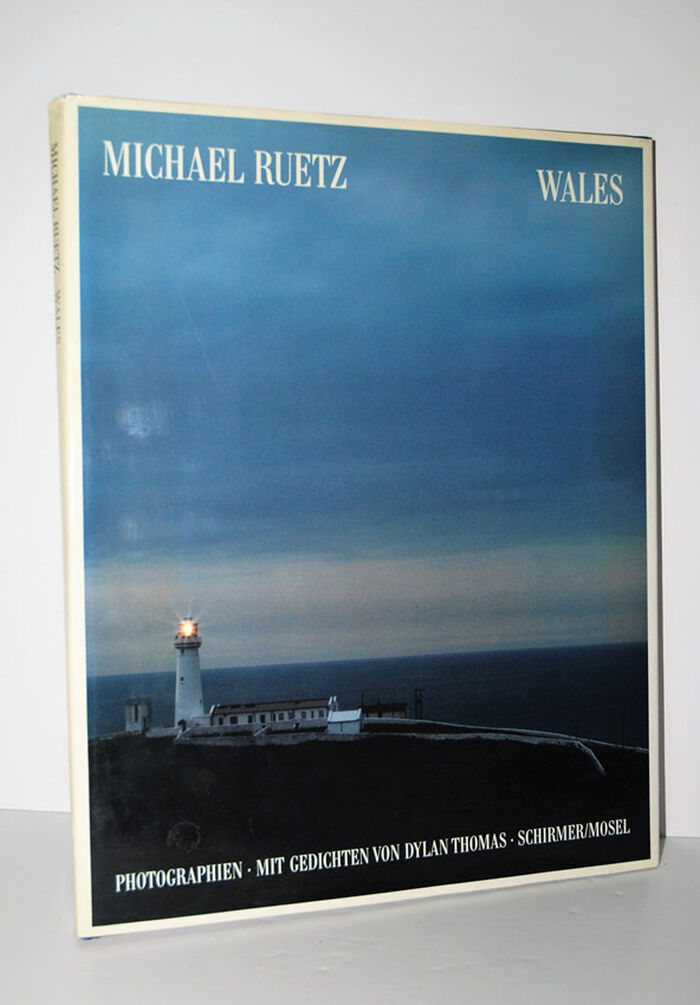 MICHAEL RUETZ
WALES
PHOTOGRAPHIEN · MIT GEDICHTEN VON DYLAN THOMAS · SCHIRMER/MOSEL
MICHAEL RUETZ WALES